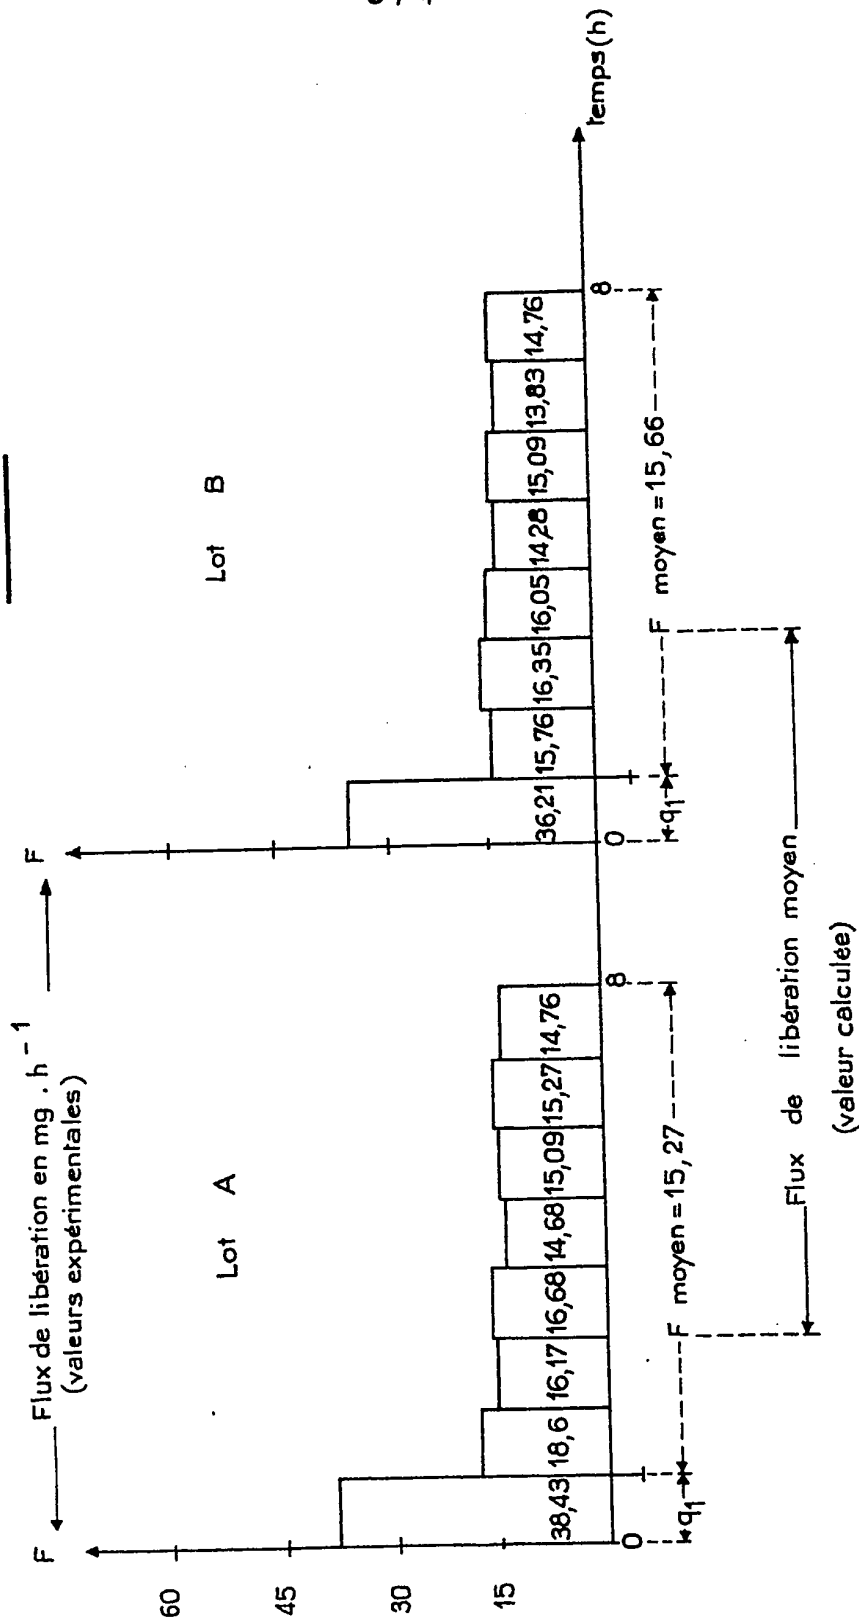 Flux de libération en mg . h⁻¹
(valeurs expérimentales)
F
F
60
45
30
15
Lot A
Lot B
38,43 18,6 16,17 16,68 14,68 15,09 15,27 14,76
36,21 15,76 16,35 16,05 14,28 15,09 13,83 14,76
0
8
0
8
temps(h)
q1
F moyen = 15,27
q1
F moyen = 15,66
Flux de libération moyen
(valeur calculée)